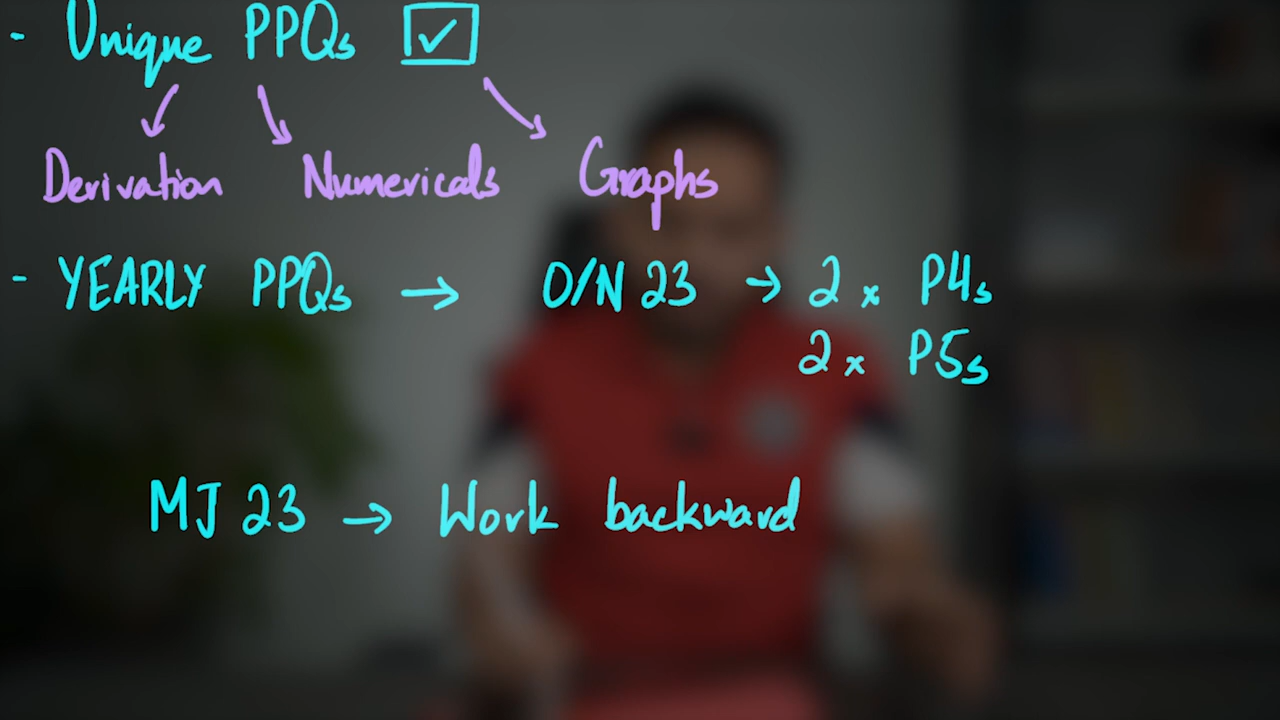 - Unique PPQs ☑
Derivation Numericals Graphs
- YEARLY PPQs → O/N 23 → 2 x P4s
2 x P5s
MJ 23 → Work backward